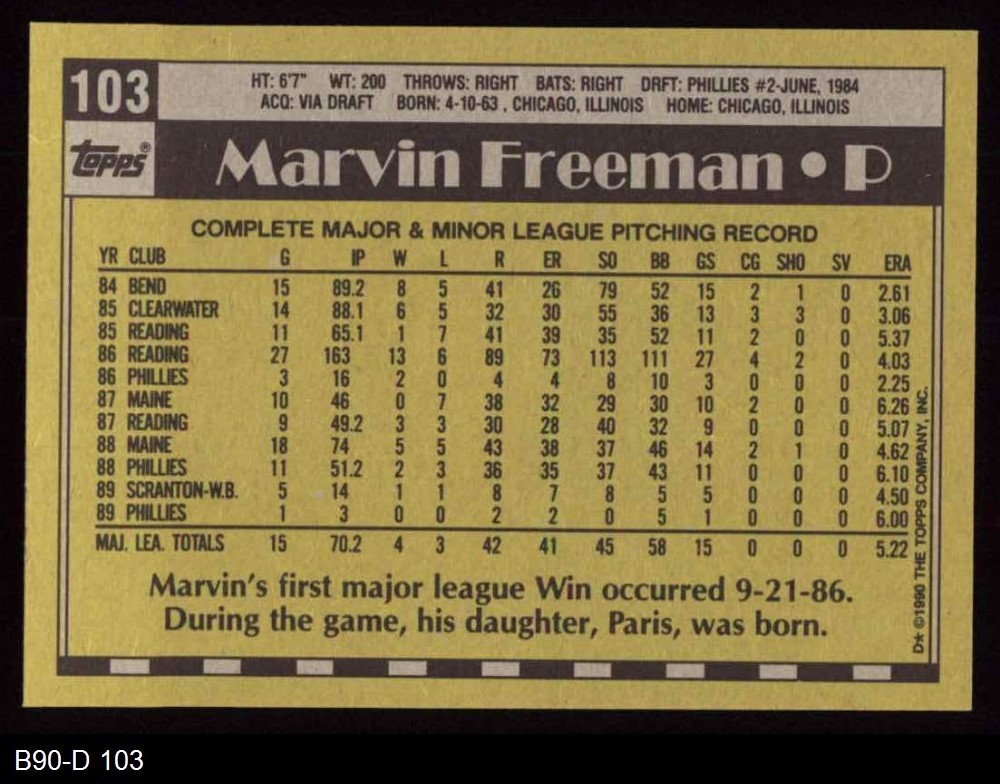 103
HT: 6'7" WT: 200 THROWS: RIGHT BATS: RIGHT DRFT: PHILLIES #2-JUNE, 1984
ACQ: VIA DRAFT BORN: 4-10-63 , CHICAGO, ILLINOIS HOME: CHICAGO, ILLINOIS
topps®
Marvin Freeman • P
COMPLETE MAJOR & MINOR LEAGUE PITCHING RECORD
YR CLUB G IP W L R ER SO BB GS CG SHO SV ERA
84 BEND 15 89.2 8 5 41 26 79 52 15 2 1 0 2.61
85 CLEARWATER 14 88.1 6 5 32 30 55 36 13 3 3 0 3.06
85 READING 11 65.1 1 7 41 39 35 52 11 2 0 0 5.37
86 READING 27 163 13 6 89 73 113 111 27 4 2 0 4.03
86 PHILLIES 3 16 2 0 4 4 8 10 3 0 0 0 2.25
87 MAINE 10 46 0 7 38 32 29 30 10 2 0 0 6.26
87 READING 9 49.2 3 3 30 28 40 32 9 0 0 0 5.07
88 MAINE 18 74 5 5 43 38 37 46 14 2 1 0 4.62
88 PHILLIES 11 51.2 2 3 36 35 37 43 11 0 0 0 6.10
89 SCRANTON-W.B. 5 14 1 1 8 7 8 5 5 0 0 0 4.50
89 PHILLIES 1 3 0 0 2 2 0 5 1 0 0 0 6.00
MAJ. LEA. TOTALS 15 70.2 4 3 42 41 45 58 15 0 0 0 5.22
Marvin's first major league Win occurred 9-21-86.
During the game, his daughter, Paris, was born.
D* ©1990 THE TOPPS COMPANY, INC.
B90-D 103